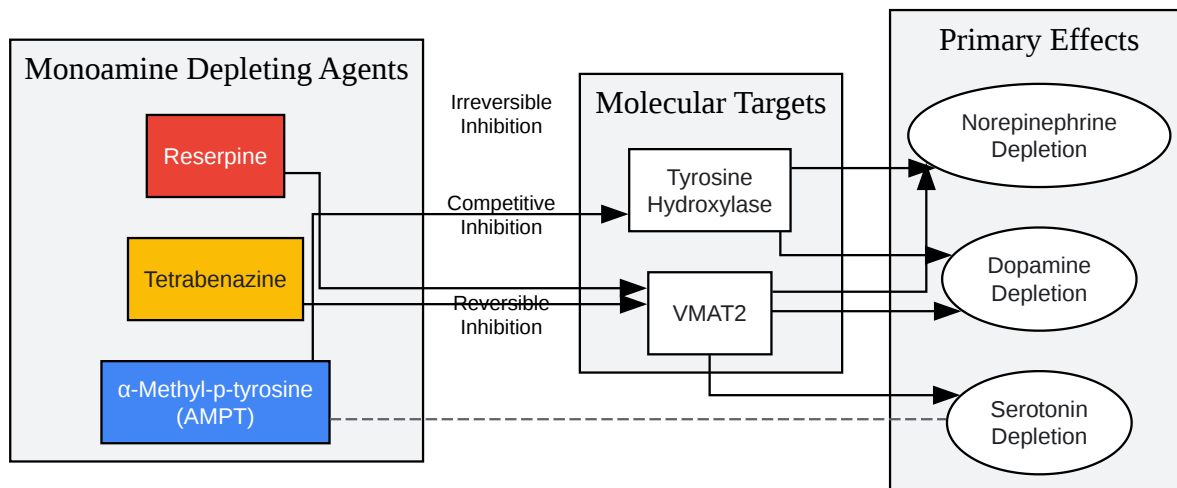 Monoamine Depleting Agents
Reserpine
Tetrabenazine
α-Methyl-p-tyrosine
(AMPT)
Irreversible
Inhibition
Competitive
Inhibition
Reversible
Inhibition
Molecular Targets
Tyrosine
Hydroxylase
VMAT2
Primary Effects
Norepinephrine
Depletion
Dopamine
Depletion
Serotonin
Depletion